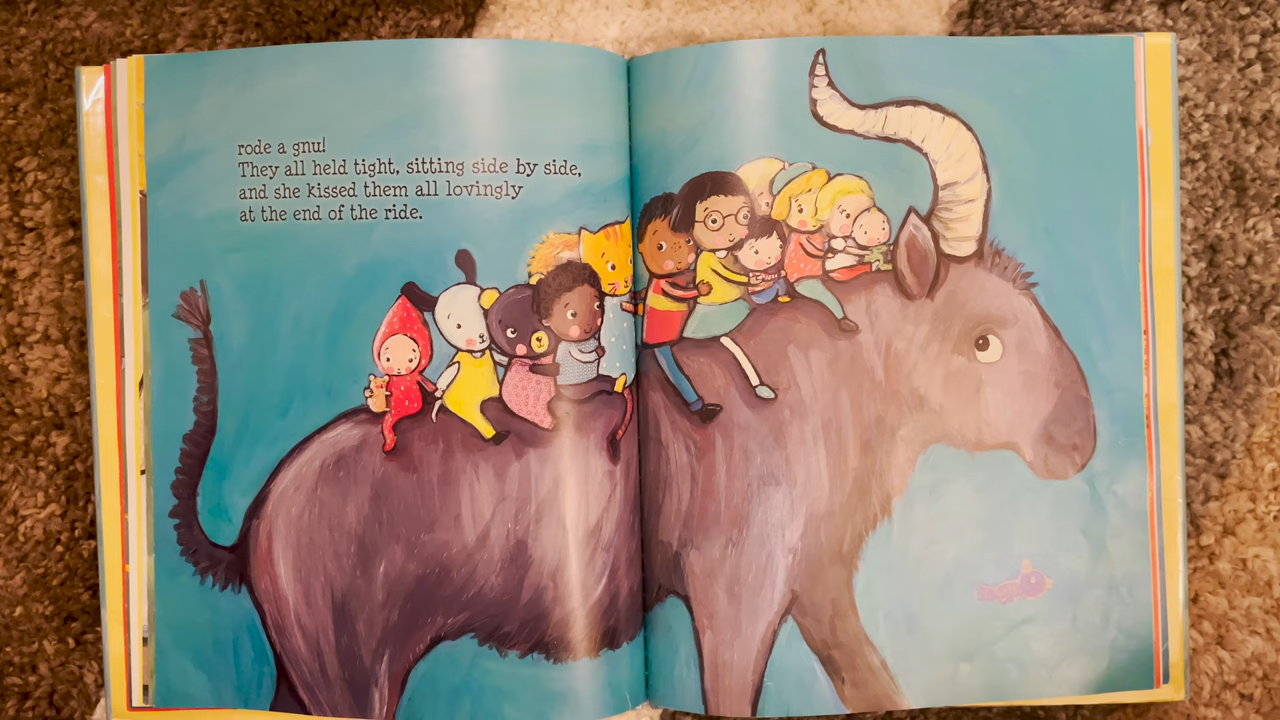 rode a gnu!
They all held tight, sitting side by side,
and she kissed them all lovingly
at the end of the ride.